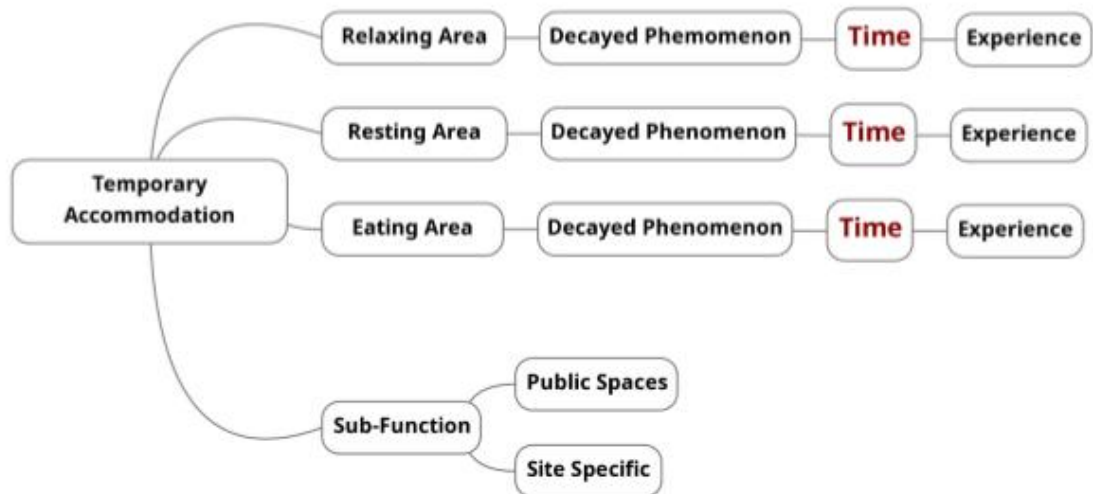 Relaxing Area Decayed Phemomenon Time Experience
Resting Area Decayed Phenomenon Time Experience
Temporary
Accommodation
Eating Area Decayed Phenomenon Time Experience
Public Spaces
Sub-Function
Site Specific